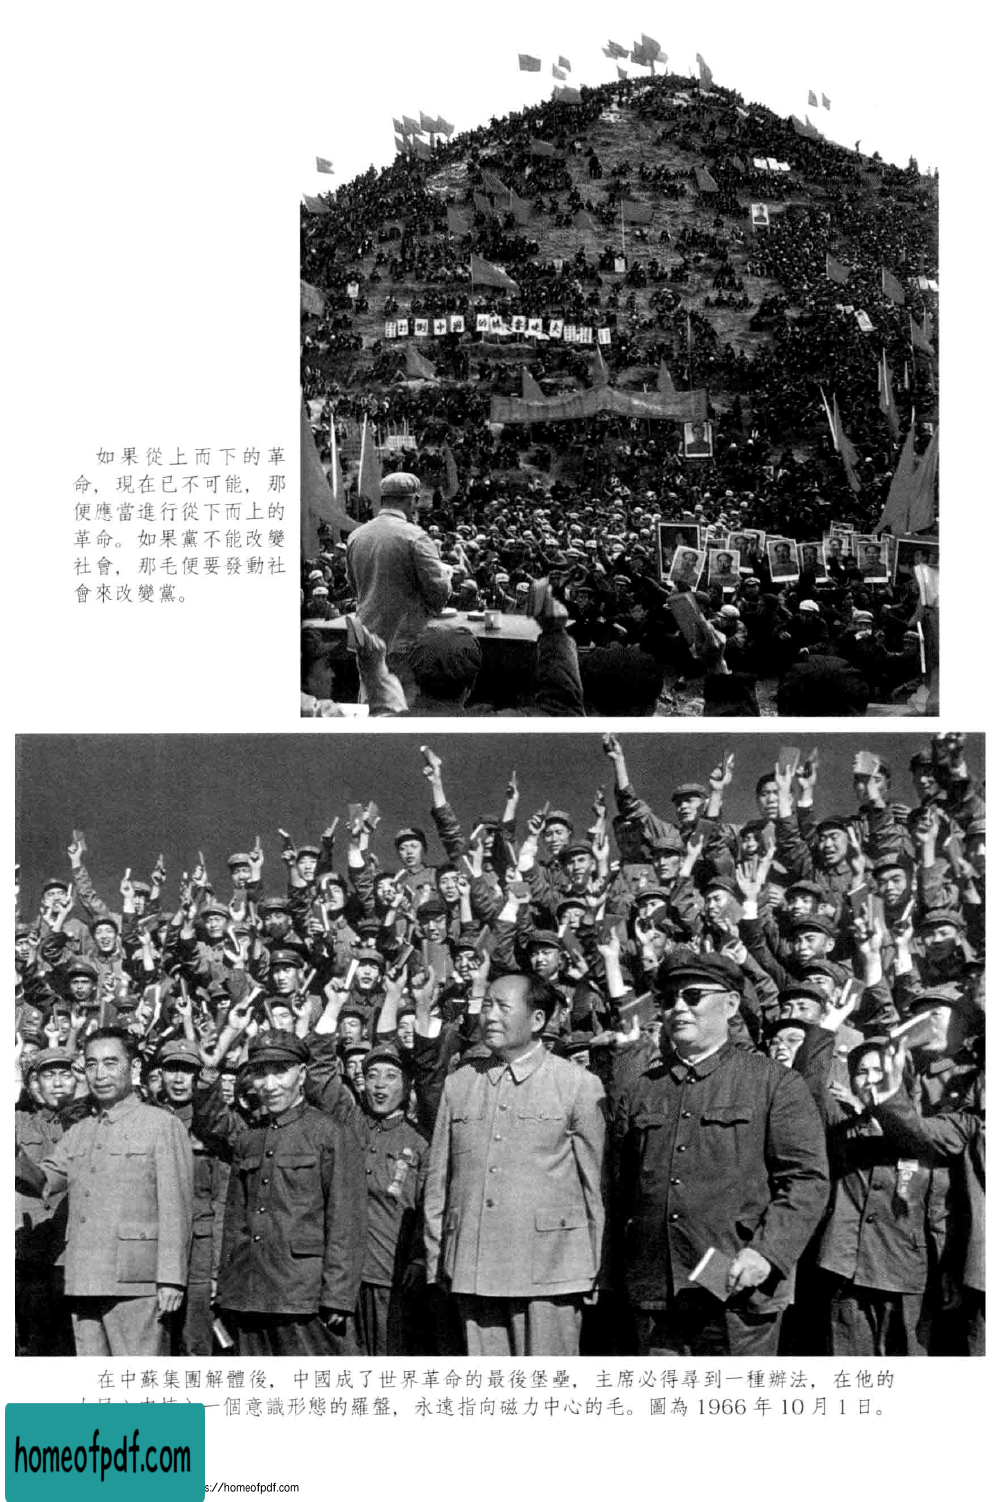 如果從上而下的革
命，現在已不可能，那
便應當進行從下而上的
革命。如果黨不能改變
社會，那毛便要發動社
會來改變黨。
打倒中國的
在中蘇集團解體後，中國成了世界革命的最後堡壘，主席必得尋到一種辦法，在他的
一個意識形態的羅盤，永遠指向磁力中心的毛。圖為 1966 年 10 月 1 日。
homeofpdf.com
s://homeofpdf.com